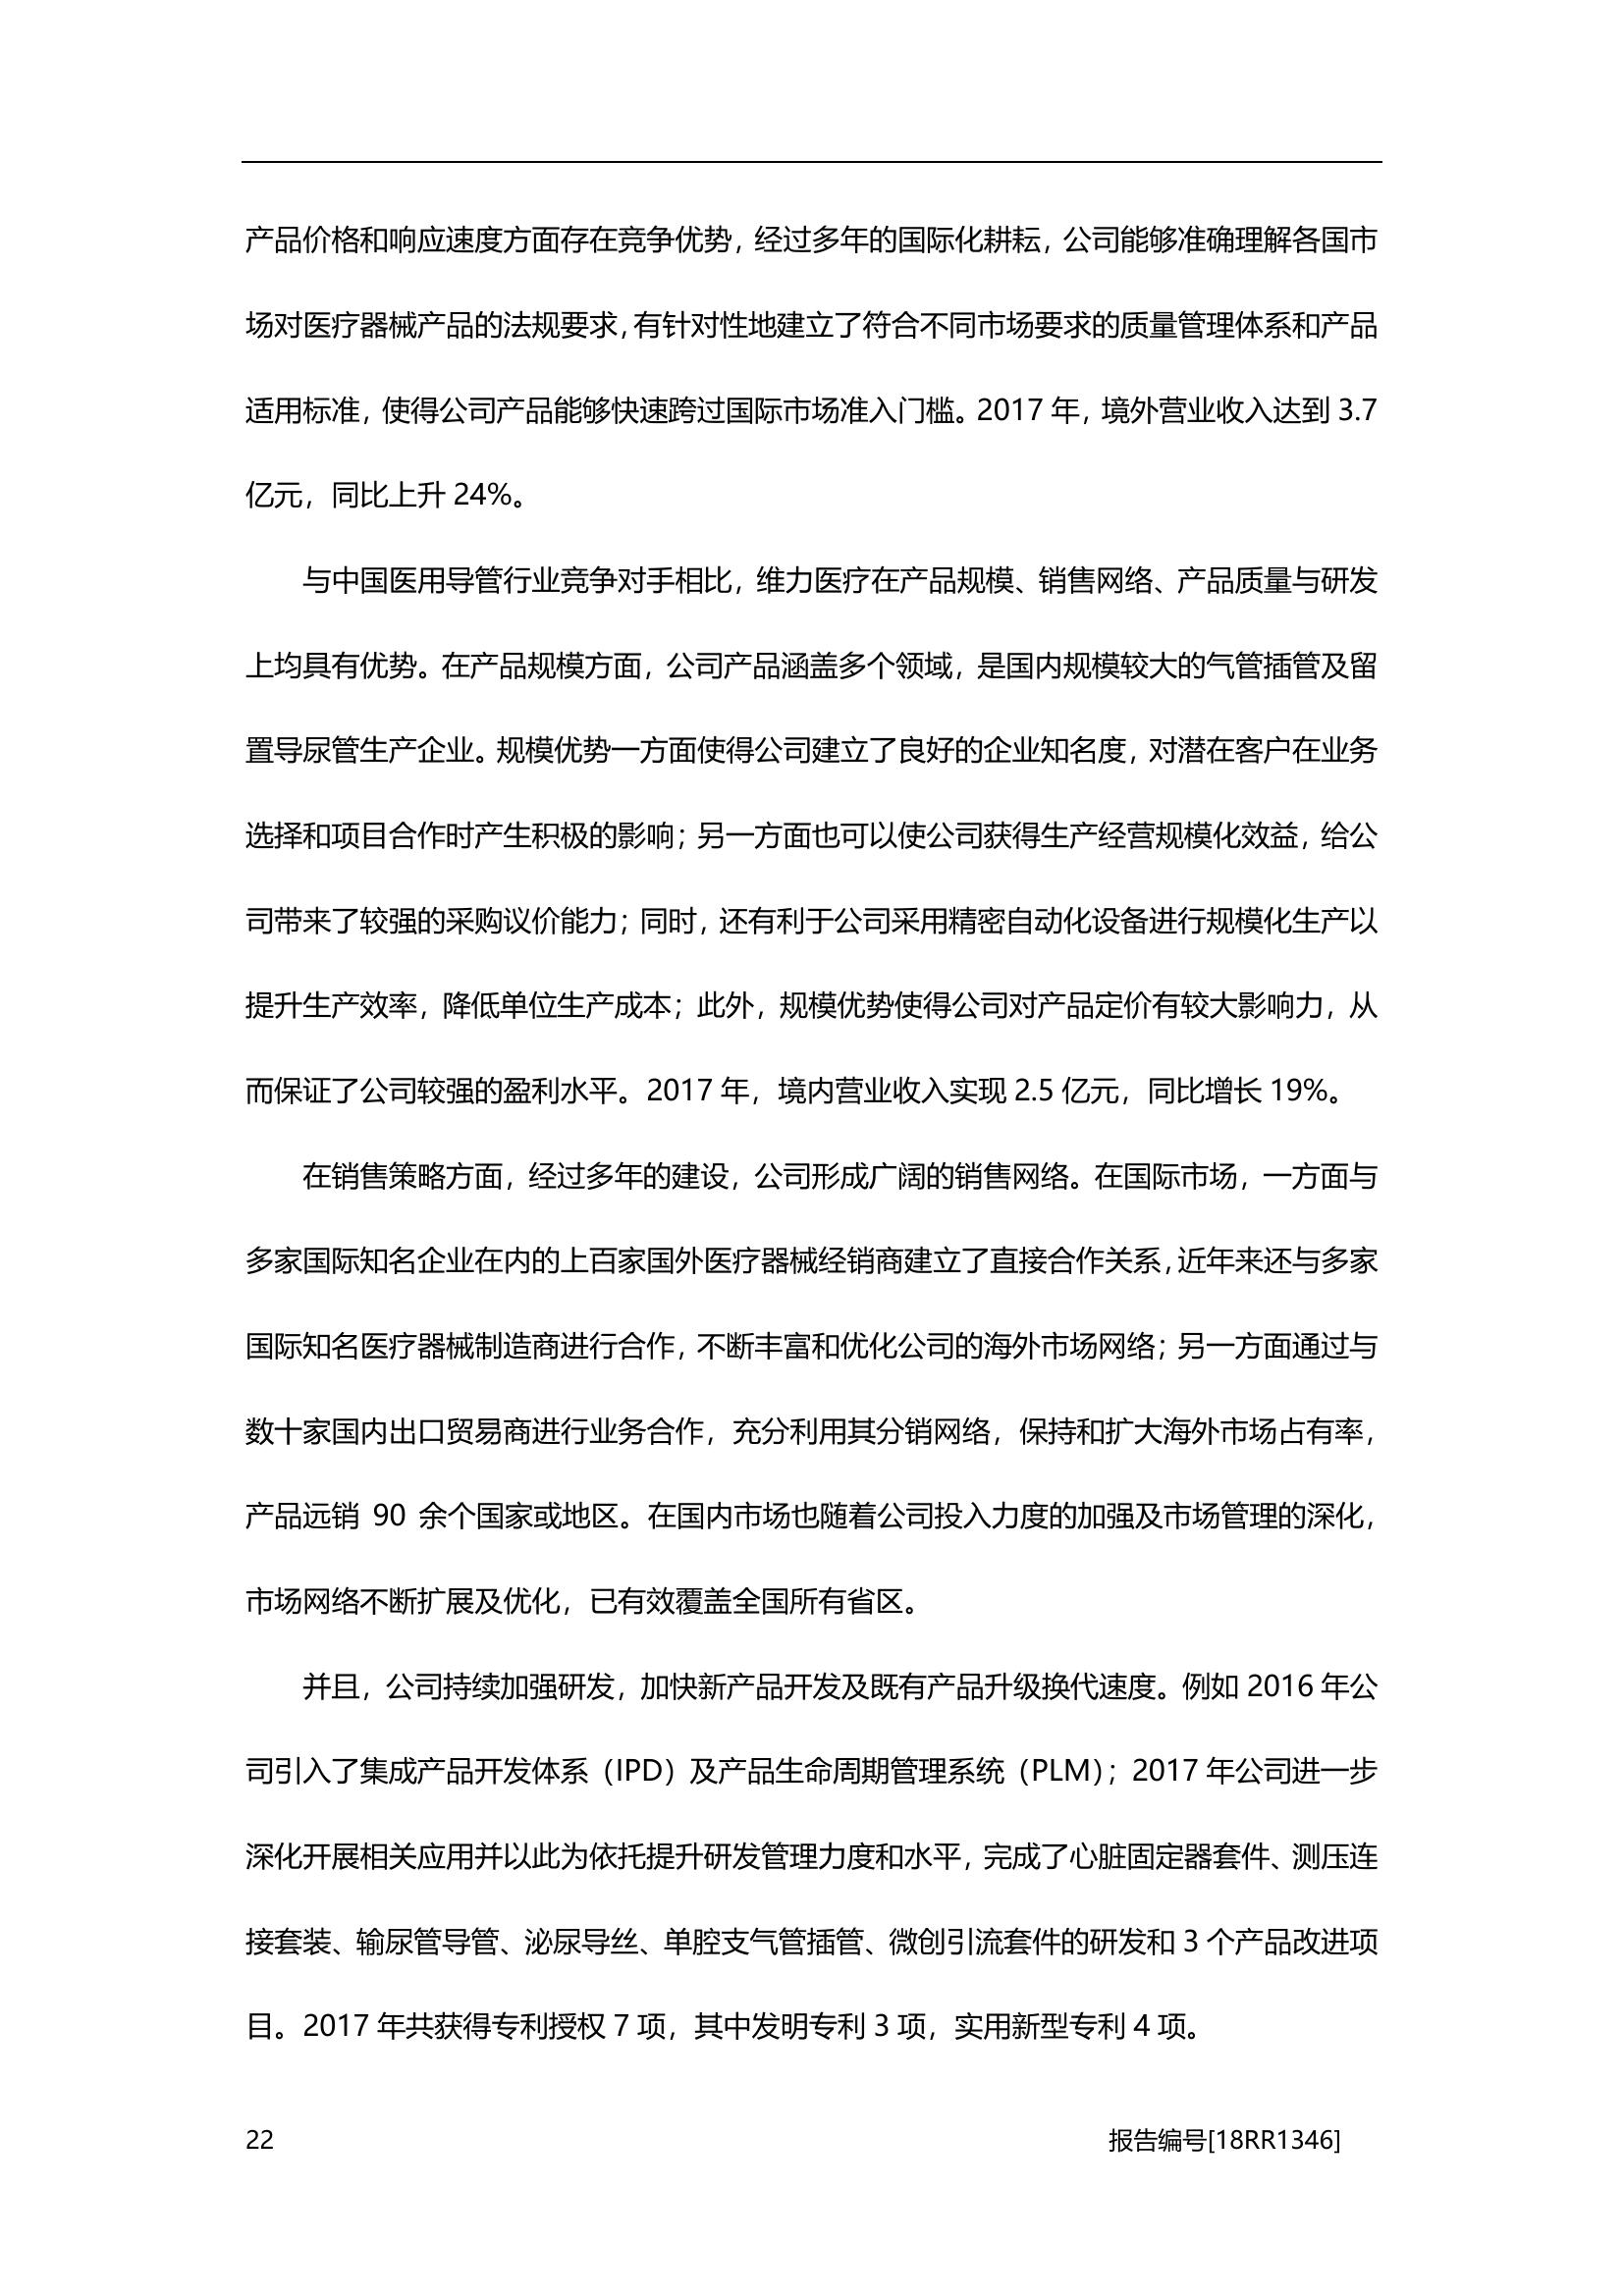 产品价格和响应速度方面存在竞争优势，经过多年的国际化耕耘，公司能够准确理解各国市
场对医疗器械产品的法规要求，有针对性地建立了符合不同市场要求的质量管理体系和产品
适用标准，使得公司产品能够快速跨过国际市场准入门槛。2017 年，境外营业收入达到 3.7
亿元，同比上升 24%。
与中国医用导管行业竞争对手相比，维力医疗在产品规模、销售网络、产品质量与研发
上均具有优势。在产品规模方面，公司产品涵盖多个领域，是国内规模较大的气管插管及留
置导尿管生产企业。规模优势一方面使得公司建立了良好的企业知名度，对潜在客户在业务
选择和项目合作时产生积极的影响；另一方面也可以使公司获得生产经营规模化效益，给公
司带来了较强的采购议价能力；同时，还有利于公司采用精密自动化设备进行规模化生产以
提升生产效率，降低单位生产成本；此外，规模优势使得公司对产品定价有较大影响力，从
而保证了公司较强的盈利水平。2017 年，境内营业收入实现 2.5 亿元，同比增长 19%。
在销售策略方面，经过多年的建设，公司形成广阔的销售网络。在国际市场，一方面与
多家国际知名企业在内的上百家国外医疗器械经销商建立了直接合作关系，近年来还与多家
国际知名医疗器械制造商进行合作，不断丰富和优化公司的海外市场网络；另一方面通过与
数十家国内出口贸易商进行业务合作，充分利用其分销网络，保持和扩大海外市场占有率，
产品远销 90 余个国家或地区。在国内市场也随着公司投入力度的加强及市场管理的深化，
市场网络不断扩展及优化，已有效覆盖全国所有省区。
并且，公司持续加强研发，加快新产品开发及既有产品升级换代速度。例如 2016 年公
司引入了集成产品开发体系（IPD）及产品生命周期管理系统（PLM）；2017 年公司进一步
深化开展相关应用并以此为依托提升研发管理力度和水平，完成了心脏固定器套件、测压连
接套装、输尿管导管、泌尿导丝、单腔支气管插管、微创引流套件的研发和 3 个产品改进项
目。2017 年共获得专利授权 7 项，其中发明专利 3 项，实用新型专利 4 项。
22 报告编号[18RR1346]